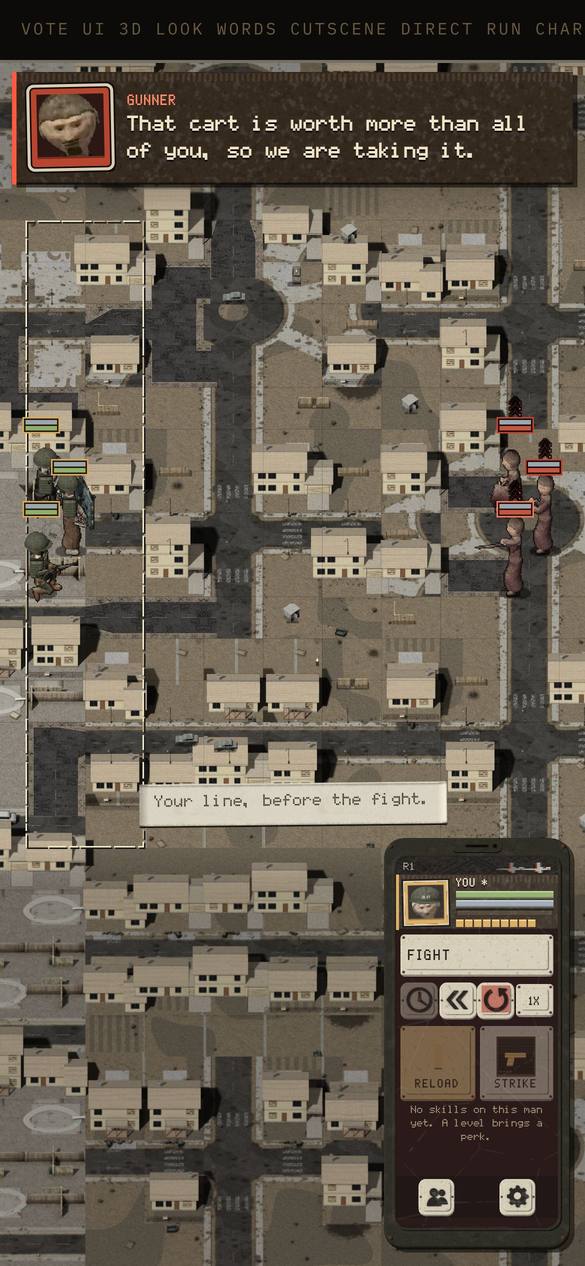 VOTE UI 3D LOOK WORDS CUTSCENE DIRECT RUN CHAR
GUNNER
That cart is worth more than all
of you, so we are taking it.
Your line, before the fight.
R1
YOU *
FIGHT
1X
RELOAD
STRIKE
No skills on this man
yet. A level brings a
perk.